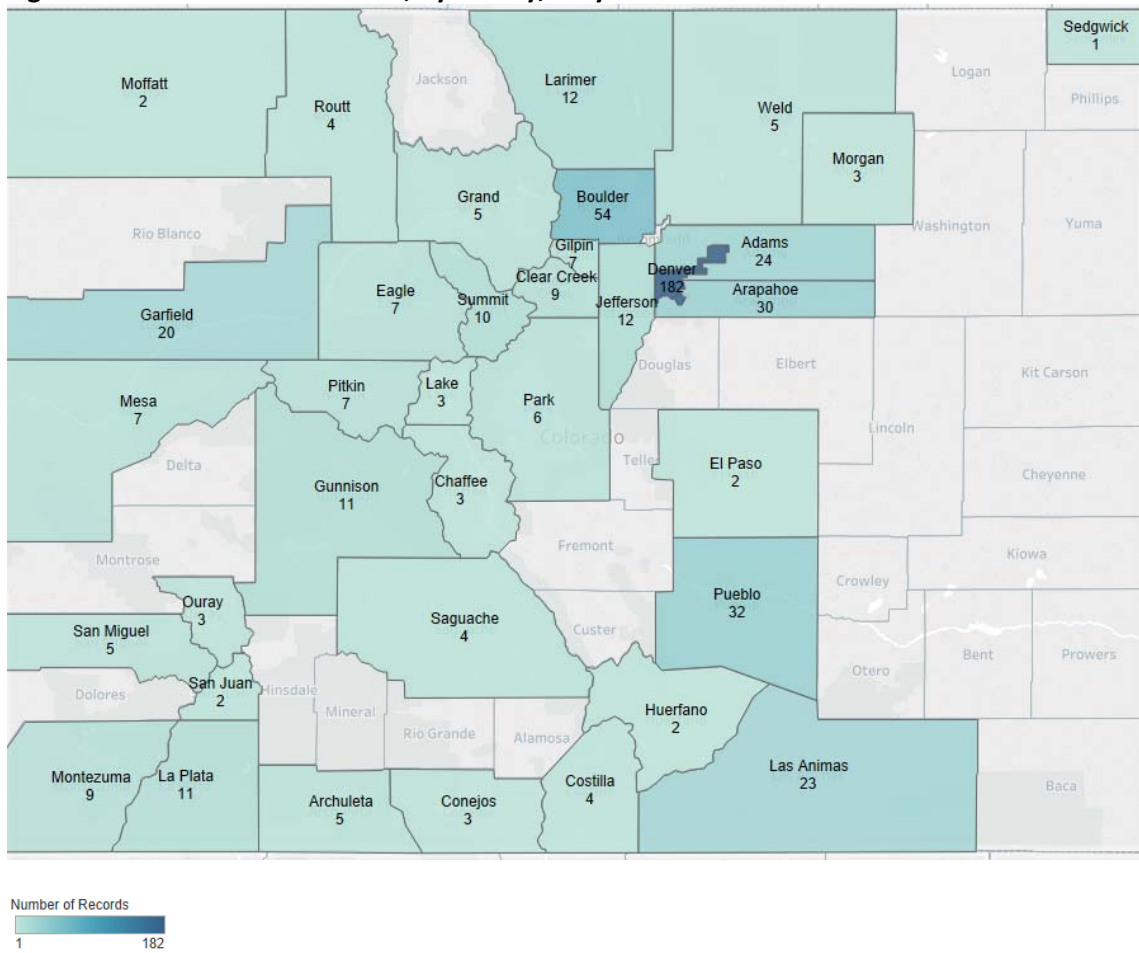 Sedgwick
1
Moffatt
2
Jackson
Larimer
12
Logan
Phillips
Routt
4
Weld
5
Morgan
3
Grand
5
Boulder
54
Washington
Yuma
Rio Blanco
Gilpin
7
Adams
24
Denver
182
Clear Creek
9
Eagle
7
Summit
10
Jefferson
12
Arapahoe
30
Garfield
20
Douglas
Elbert
Kit Carson
Mesa
7
Pitkin
7
Lake
3
Park
6
Lincoln
Colorado
Delta
El Paso
2
Cheyenne
Gunnison
11
Chaffee
3
Fremont
Kiowa
Montrose
Crowley
Ouray
3
Pueblo
32
San Miguel
5
Saguache
4
Custer
Bent
Prowers
Otero
San Juan
2
Dolores
Hinsdale
Mineral
Huerfano
2
Rio Grande
Alamosa
Montezuma
9
La Plata
11
Las Animas
23
Costilla
4
Baca
Archuleta
5
Conejos
3
Number of Records
1 182